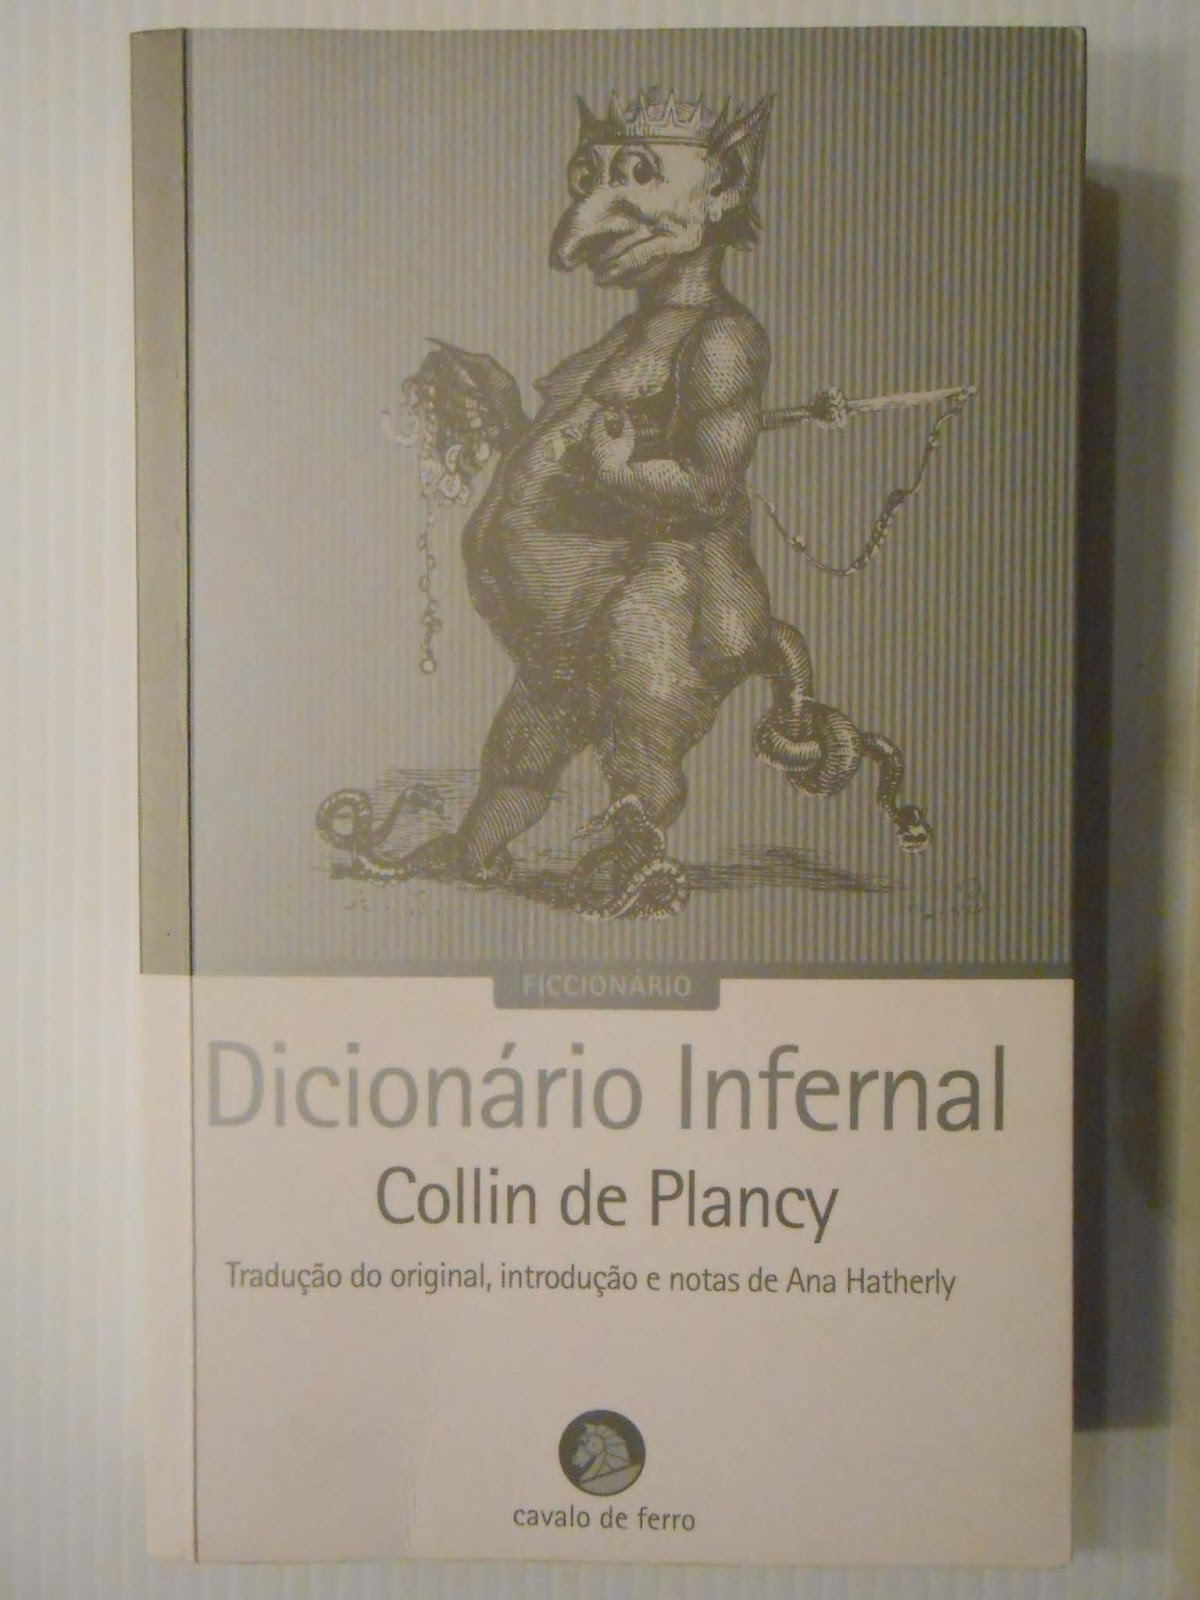 FICCIONÁRIO
Dicionário Infernal
Collin de Plancy
Tradução do original, introdução e notas de Ana Hatherly
cavalo de ferro